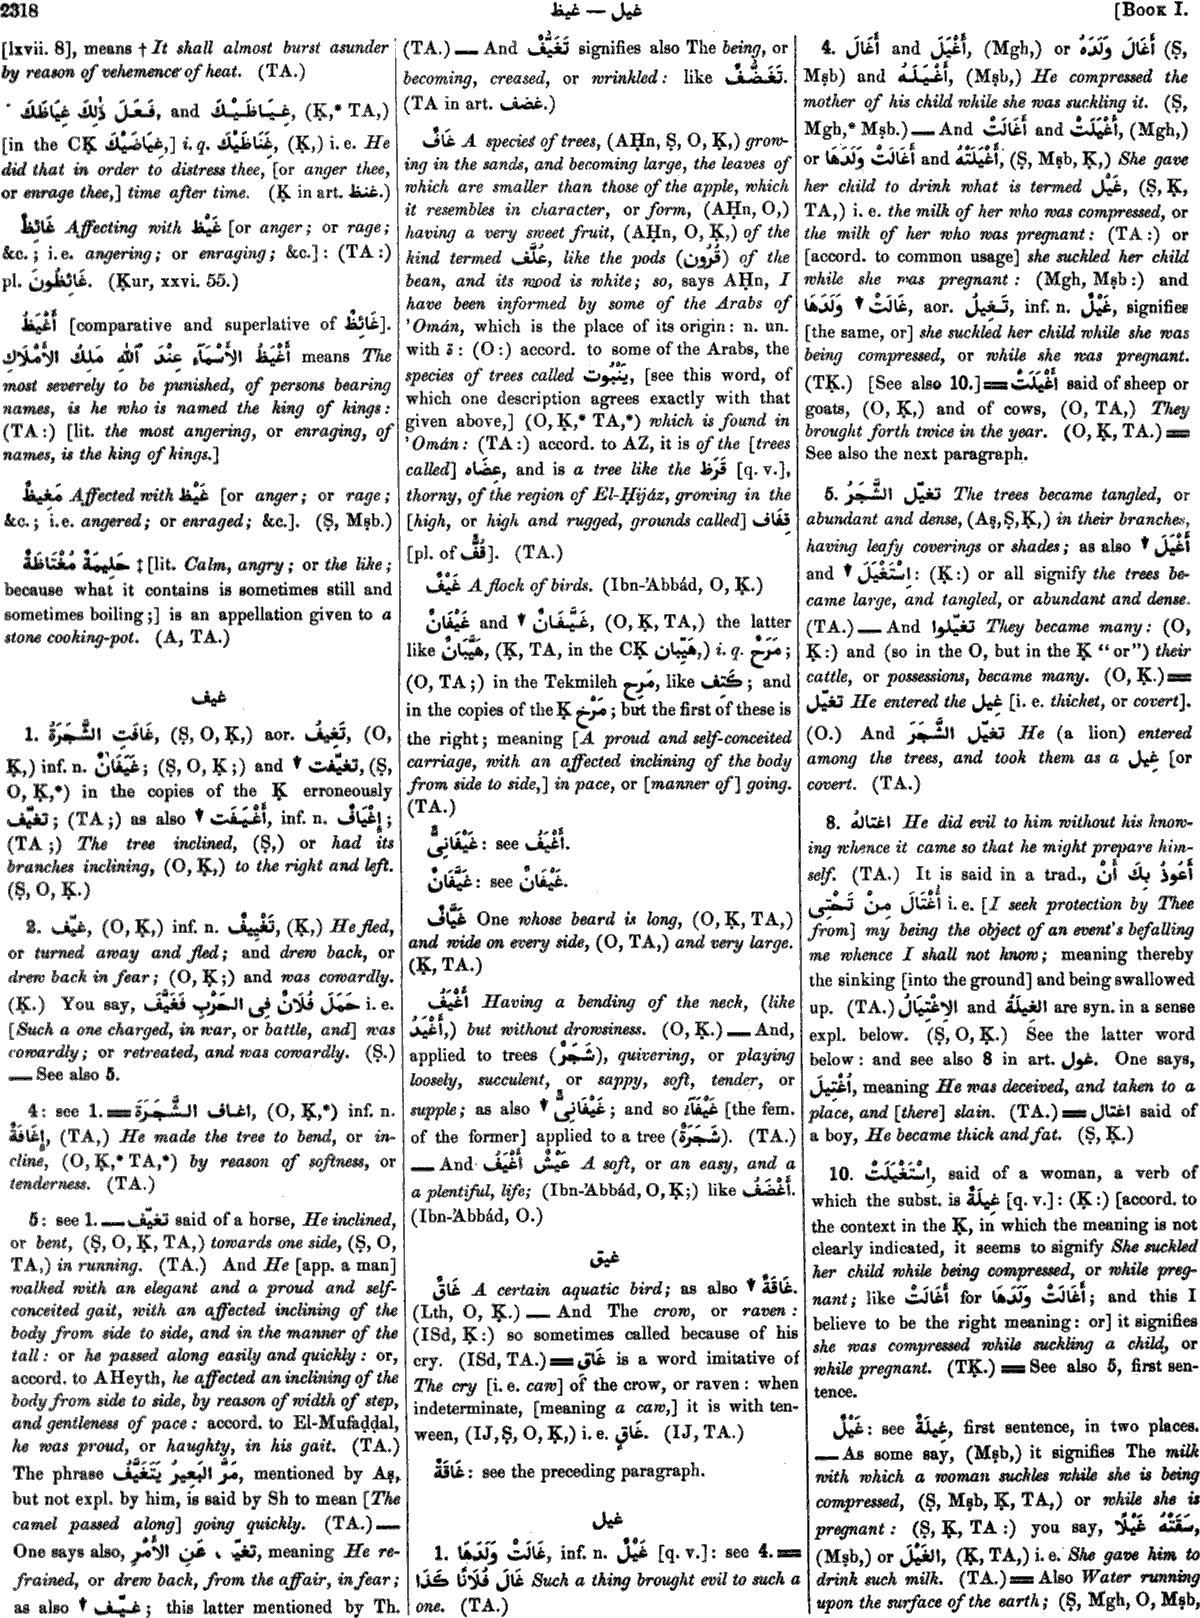 2318
غيظ — غيل
[Book I.
[lxvii. 8], means † It shall almost burst asunder
by reason of vehemence of heat. (TA.)
فَعَلَ ذٰلِكَ غِيَاظَكَ, and غِيَاظَيْكَ, (Ḳ,* TA,)
[in the CḲ غِيَاضَيْكَ,] i. q. غَنَاظَيْكَ, (Ḳ,) i. e. He
did that in order to distress thee, [or anger thee,
or enrage thee,] time after time. (Ḳ in art. غنظ.)
غَائِظٌ Affecting with غَيْظ [or anger; or rage;
&c.; i. e. angering; or enraging; &c.]: (TA:)
pl. غَائِظُونَ. (Ḳur, xxvi. 55.)
أَغْيَظُ [comparative and superlative of غَائِظٌ].
أَغْيَظُ الأَسْمَآءِ عِنْدَ ٱللّٰهِ مَلِكُ الأَمْلَاكِ means The
most severely to be punished, of persons bearing
names, is he who is named the king of kings:
(TA:) [lit. the most angering, or enraging, of
names, is the king of kings.]
مَغِيظٌ Affected with غَيْظ [or anger; or rage;
&c.; i.e. angered; or enraged; &c.]. (Ṣ, Mṣb.)
حَلِيمَةٌ مُغْتَاظَةٌ ‡ [lit. Calm, angry; or the like;
because what it contains is sometimes still and
sometimes boiling;] is an appellation given to a
stone cooking-pot. (A, TA.)
غيف
1. غَافَتِ الشَّجَرَةُ, (Ṣ, O, Ḳ,) aor. تَغِيفُ, (O,
Ḳ,) inf. n. غَيَفَانٌ; (Ṣ, O, Ḳ;) and ↓ تغيّفت, (Ṣ,
O, Ḳ,*) in the copies of the Ḳ erroneously
تغيّف; (TA;) as also ↓ أَغْيَفَت, inf. n. إِغْيَافٌ;
(TA;) The tree inclined, (Ṣ,) or had its
branches inclining, (O, Ḳ,) to the right and left.
(Ṣ, O, Ḳ.)
2. غيّف, (O, Ḳ,) inf. n. تَغْيِيفٌ, (Ḳ,) He fled,
or turned away and fled; and drew back, or
drew back in fear; (O, Ḳ;) and was cowardly.
(Ḳ.) You say, حَمَلَ فُلَانٌ فِى الحَرْبِ فَغَيَّفَ i. e.
[Such a one charged, in war, or battle, and] was
cowardly; or retreated, and was cowardly. (Ṣ.)
— See also 5.
4: see 1. ═ اغاف الشَّجَرَةَ, (O, Ḳ,*) inf. n.
إِغَافَةٌ, (TA,) He made the tree to bend, or in-
cline, (O, Ḳ,* TA,*) by reason of softness, or
tenderness. (TA.)
5: see 1. — تغيّف said of a horse, He inclined,
or bent, (Ṣ, O, Ḳ, TA,) towards one side, (Ṣ, O,
TA,) in running. (TA.) And He [app. a man]
walked with an elegant and a proud and self-
conceited gait, with an affected inclining of the
body from side to side, and in the manner of the
tall: or he passed along easily and quickly: or,
accord. to AHeyth, he affected an inclining of the
body from side to side, by reason of width of step,
and gentleness of pace: accord. to El-Mufaḍḍal,
he was proud, or haughty, in his gait. (TA.)
The phrase مَرَّ البَعِيرُ يَتَغَيَّفُ, mentioned by Aṣ,
but not expl. by him, is said by Sh to mean [The
camel passed along] going quickly. (TA.) —
One says also, عَنِ الأَمْرِ, meaning He re-
frained, or drew back, from the affair, in fear;
as also ↓ غيّف; this latter mentioned by Th.
(TA.) — And تَغَيُّفٌ signifies also The being, or
becoming, creased, or wrinkled: like تَغَضُّفٌ.
(TA in art. غضف.)
غَافٌ A species of trees, (AḤn, Ṣ, O, Ḳ,) grow-
ing in the sands, and becoming large, the leaves of
which are smaller than those of the apple, which
it resembles in character, or form, (AḤn, O,)
having a very sweet fruit, (AḤn, O, Ḳ,) of the
kind termed عُلَّف, like the pods (قُرُون) of the
bean, and its wood is white; so, says AḤn, I
have been informed by some of the Arabs of
'Omán, which is the place of its origin: n. un.
with ة: (O:) accord. to some of the Arabs, the
species of trees called يَنْبُوت, [see this word, of
which one description agrees exactly with that
given above,] (O, Ḳ,* TA,*) which is found in
'Omán: (TA:) accord. to AZ, it is of the [trees
called] عِضَاه, and is a tree like the قَرَظ [q. v.],
thorny, of the region of El-Ḥijáz, growing in the
[high, or high and rugged, grounds called] قِفَاف
[pl. of قُفٌّ]. (TA.)
غَيْفٌ A flock of birds. (Ibn-'Abbád, O, Ḳ.)
غَيْفَانٌ and ↓ غَيَّفَانٌ, (O, Ḳ, TA,) the latter
like هَيَّبَانٌ, (Ḳ, TA, in the CḲ هَيِّبان,) i. q. مَرَحٌ;
(O, TA;) in the Tekmileh مَرِح, like كَتِف; and
in the copies of the Ḳ مَرْخ; but the first of these is
the right; meaning [A proud and self-conceited
carriage, with an affected inclining of the body
from side to side,] in pace, or [manner of] going.
(TA.)
غَيْفَانِىٌّ: see أَغْيَفُ.
غَيَّفَانٌ: see غَيْفَانٌ.
غَيَّافٌ One whose beard is long, (O, Ḳ, TA,)
and wide on every side, (O, TA,) and very large.
(Ḳ, TA.)
أَغْيَفُ Having a bending of the neck, (like
أَغْيَدُ,) but without drowsiness. (O, Ḳ.) — And,
applied to trees (شَجَرٌ), quivering, or playing
loosely, succulent, or sappy, soft, tender, or
supple; as also ↓ غَيْفَانِىٌّ; and so غَيْفَآءُ [the fem.
of the former] applied to a tree (شَجَرَةٌ). (TA.)
— And عَيْشٌ أَغْيَفُ A soft, or an easy, and a
a plentiful, life; (Ibn-'Abbád, O, Ḳ;) like أَغْضَفُ.
(Ibn-'Abbád, O.)
غيق
غَاقٌ A certain aquatic bird; as also ↓ غَاقَةٌ.
(Lth, O, Ḳ.) — And The crow, or raven:
(ISd, Ḳ:) so sometimes called because of his
cry. (ISd, TA.) ═ غَاقِ is a word imitative of
The cry [i. e. caw] of the crow, or raven: when
indeterminate, [meaning a caw,] it is with ten-
ween, (IJ, Ṣ, O, Ḳ,) i. e. غَاقٍ. (IJ, TA.)
غَاقَةٌ: see the preceding paragraph.
غيل
1. غَالَتْ وَلَدَهَا, inf. n. غَيْلٌ [q. v.]: see 4. ═
غَالَ فُلَانًا كَذَا Such a thing brought evil to such a
one. (TA.)
4. أَغَالَ and أَغْيَلَ, (Mgh,) or أَغَالَ وَلَدَهُ (Ṣ,
Mṣb) and أَغْيَلَهُ, (Mṣb,) He compressed the
mother of his child while she was suckling it. (Ṣ,
Mgh,* Mṣb.) — And أَغَالَتْ and أَغْيَلَتْ, (Mgh,)
or أَغَالَتْ وَلَدَهَا and أَغْيَلَتْهُ, (Ṣ, Mṣb, Ḳ,) She gave
her child to drink what is termed غَيْل, (Ṣ, Ḳ,
TA,) i. e. the milk of her who was compressed, or
the milk of her who was pregnant: (TA:) or
[accord. to common usage] she suckled her child
while she was pregnant: (Mgh, Mṣb:) and
↓ غَالَتْ وَلَدَهَا, aor. تَغِيلُ, inf. n. غَيْلٌ, signifies
[the same, or] she suckled her child while she was
being compressed, or while she was pregnant.
(TḲ.) [See also 10.] ═ أَغْيَلَتْ said of sheep or
goats, (O, Ḳ,) and of cows, (O, TA,) They
brought forth twice in the year. (O, Ḳ, TA.) ═
See also the next paragraph.
5. تغيّل الشَّجَرُ The trees became tangled, or
abundant and dense, (Aṣ, Ṣ, Ḳ,) in their branches,
having leafy coverings or shades; as also ↓ أَغْيَلَ
and ↓ اِسْتَغْيَلَ: (Ḳ:) or all signify the trees be-
came large, and tangled, or abundant and dense.
(TA.) — And تغيّلوا They became many: (O,
Ḳ:) and (so in the O, but in the Ḳ "or") their
cattle, or possessions, became many. (O, Ḳ.) ═
تغيّل He entered the غِيل [i. e. thicket, or covert].
(O.) And تغيّل الشَّجَرَ He (a lion) entered
among the trees, and took them as a غِيل [or
covert. (TA.)
8. اغتالهُ He did evil to him without his know-
ing whence it came so that he might prepare him-
self. (TA.) It is said in a trad., أَعُوذُ بِكَ أَنْ
أُغْتَالَ مِنْ تَحْتِى i. e. [I seek protection by Thee
from] my being the object of an event's befalling
me whence I shall not know; meaning thereby
the sinking [into the ground] and being swallowed
up. (TA.) الاِغْتِيَالُ and الغِيلَةُ are syn. in a sense
expl. below. (Ṣ, O, Ḳ.) See the latter word
below: and see also 8 in art. غول. One says,
اُغْتِيلَ, meaning He was deceived, and taken to a
place, and [there] slain. (TA.) ═ اغتال said of
a boy, He became thick and fat. (Ṣ, Ḳ.)
10. اِسْتَغْيَلَتْ, said of a woman, a verb of
which the subst. is غِيلَةٌ [q. v.]: (Ḳ:) [accord. to
the context in the Ḳ, in which the meaning is not
clearly indicated, it seems to signify She suckled
her child while being compressed, or while preg-
nant; like أَغَالَتْ for أَغَالَتْ وَلَدَهَا; and this I
believe to be the right meaning: or] it signifies
she was compressed while suckling a child, or
while pregnant. (TḲ.) ═ See also 5, first sen-
tence.
غَيْلٌ: see غِيلَةٌ, first sentence, in two places.
— As some say, (Mṣb,) it signifies The milk
with which a woman suckles while she is being
compressed, (Ṣ, Mṣb, Ḳ, TA,) or while she is
pregnant: (Ṣ, Ḳ, TA:) you say, سَقَتْهُ غَيْلًا,
(Mṣb,) or الغَيْلَ, (Ḳ, TA,) i. e. She gave him to
drink such milk. (TA.) ═ Also Water running
upon the surface of the earth; (Ṣ, Mgh, O, Mṣb,